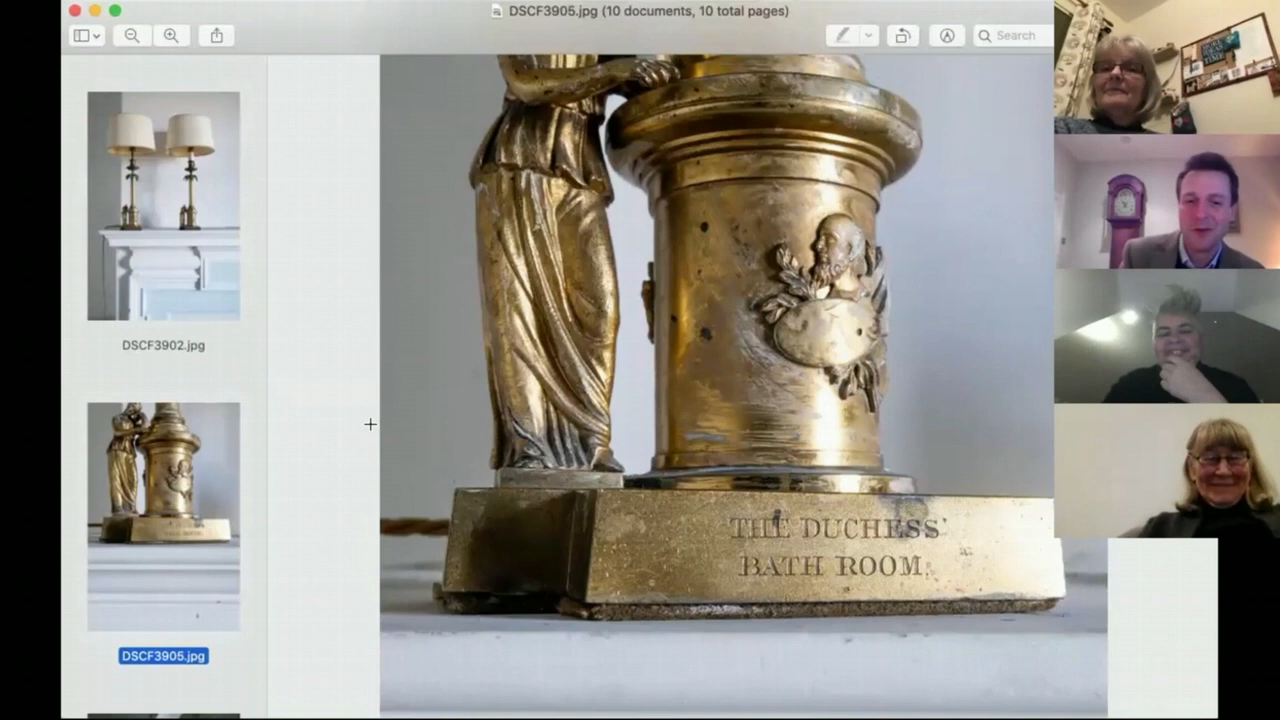 DSCF3905.jpg (10 documents, 10 total pages)
Search
DSCF3902.jpg
DSCF3905.jpg
THE DUCHESS'
BATH ROOM.